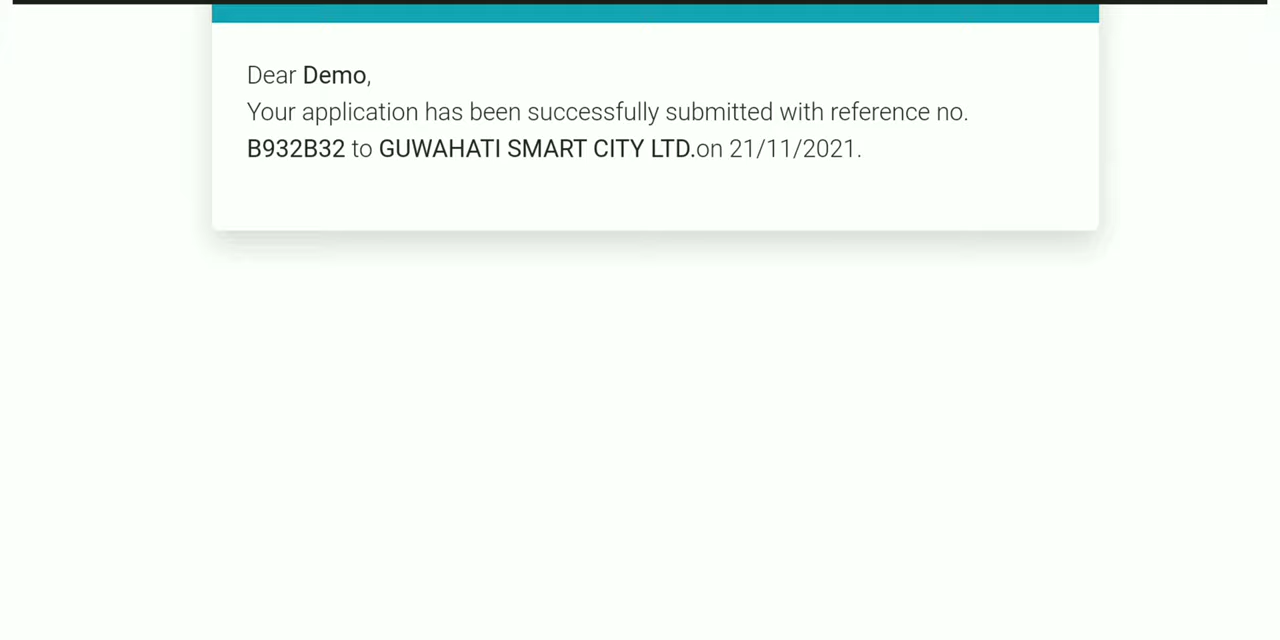 Dear Demo,
Your application has been successfully submitted with reference no.
B932B32 to GUWAHATI SMART CITY LTD.on 21/11/2021.